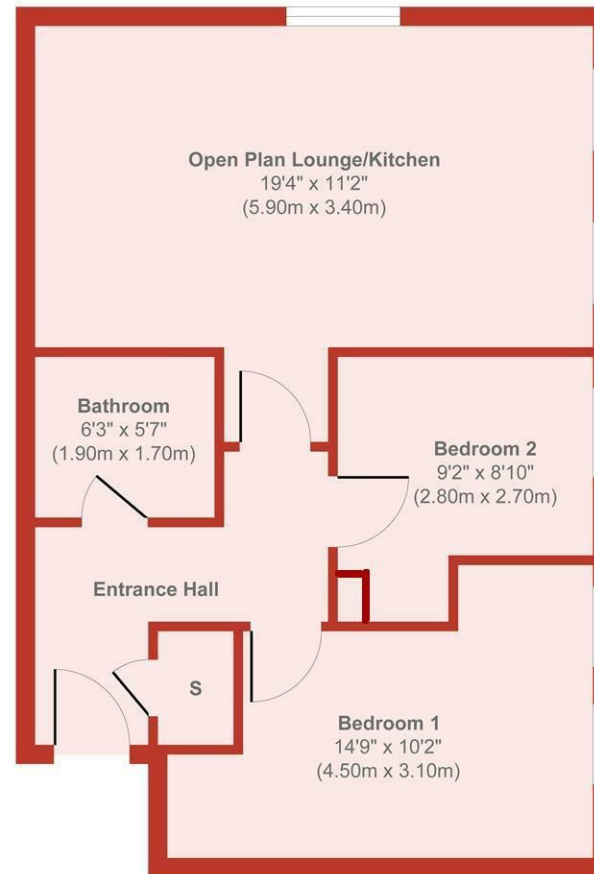 Open Plan Lounge/Kitchen
19'4" x 11'2"
(5.90m x 3.40m)
Bathroom
6'3" x 5'7"
(1.90m x 1.70m)
Bedroom 2
9'2" x 8'10"
(2.80m x 2.70m)
Entrance Hall
S
Bedroom 1
14'9" x 10'2"
(4.50m x 3.10m)